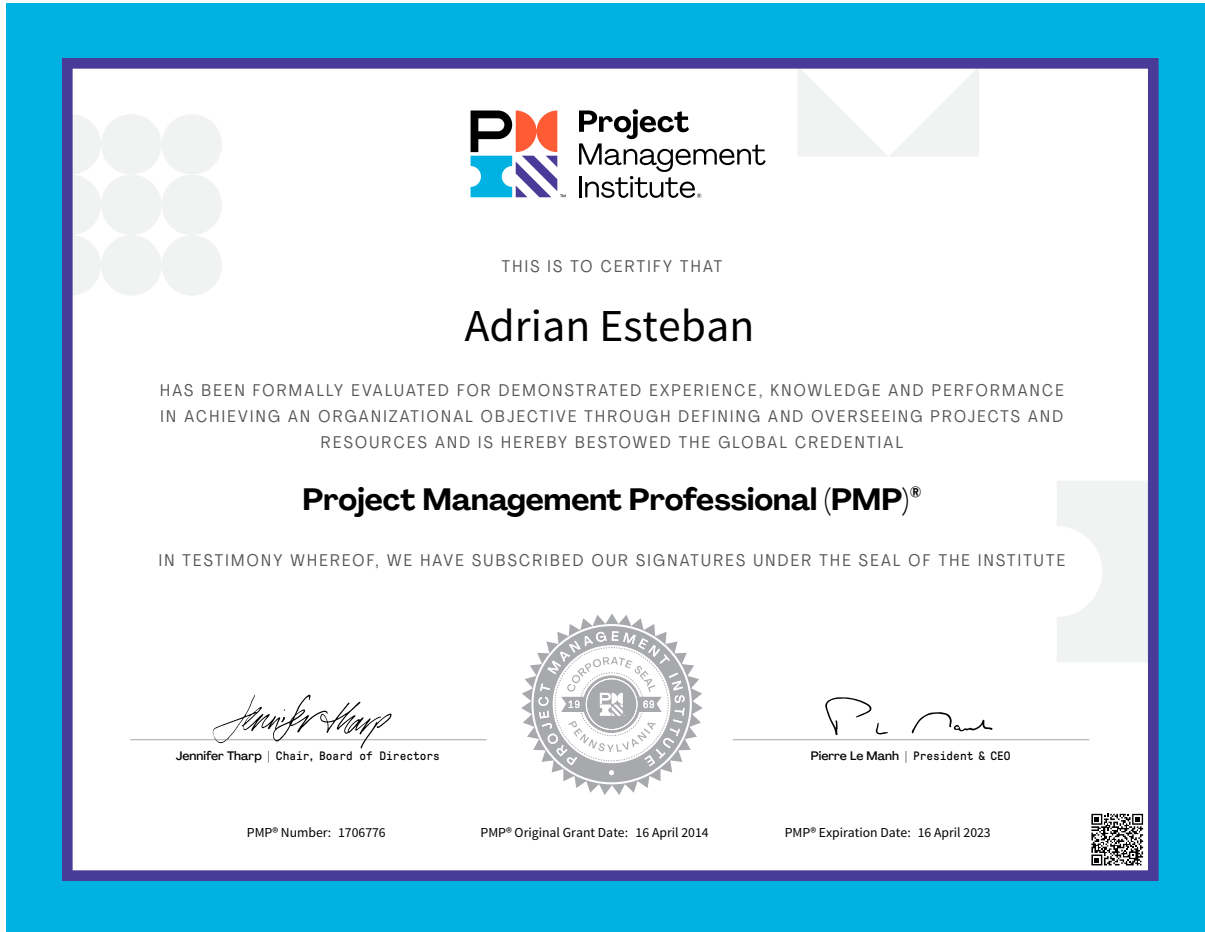 PM
Project
Management
Institute®
THIS IS TO CERTIFY THAT
Adrian Esteban
HAS BEEN FORMALLY EVALUATED FOR DEMONSTRATED EXPERIENCE, KNOWLEDGE AND PERFORMANCE
IN ACHIEVING AN ORGANIZATIONAL OBJECTIVE THROUGH DEFINING AND OVERSEEING PROJECTS AND
RESOURCES AND IS HEREBY BESTOWED THE GLOBAL CREDENTIAL
Project Management Professional (PMP)®
IN TESTIMONY WHEREOF, WE HAVE SUBSCRIBED OUR SIGNATURES UNDER THE SEAL OF THE INSTITUTE
PROJECT MANAGEMENT INSTITUTE
CORPORATE SEAL
19 69
PENNSYLVANIA
Jennifer Tharp
Jennifer Tharp | Chair, Board of Directors
P L Manh
Pierre Le Manh | President & CEO
PMP® Number: 1706776
PMP® Original Grant Date: 16 April 2014
PMP® Expiration Date: 16 April 2023